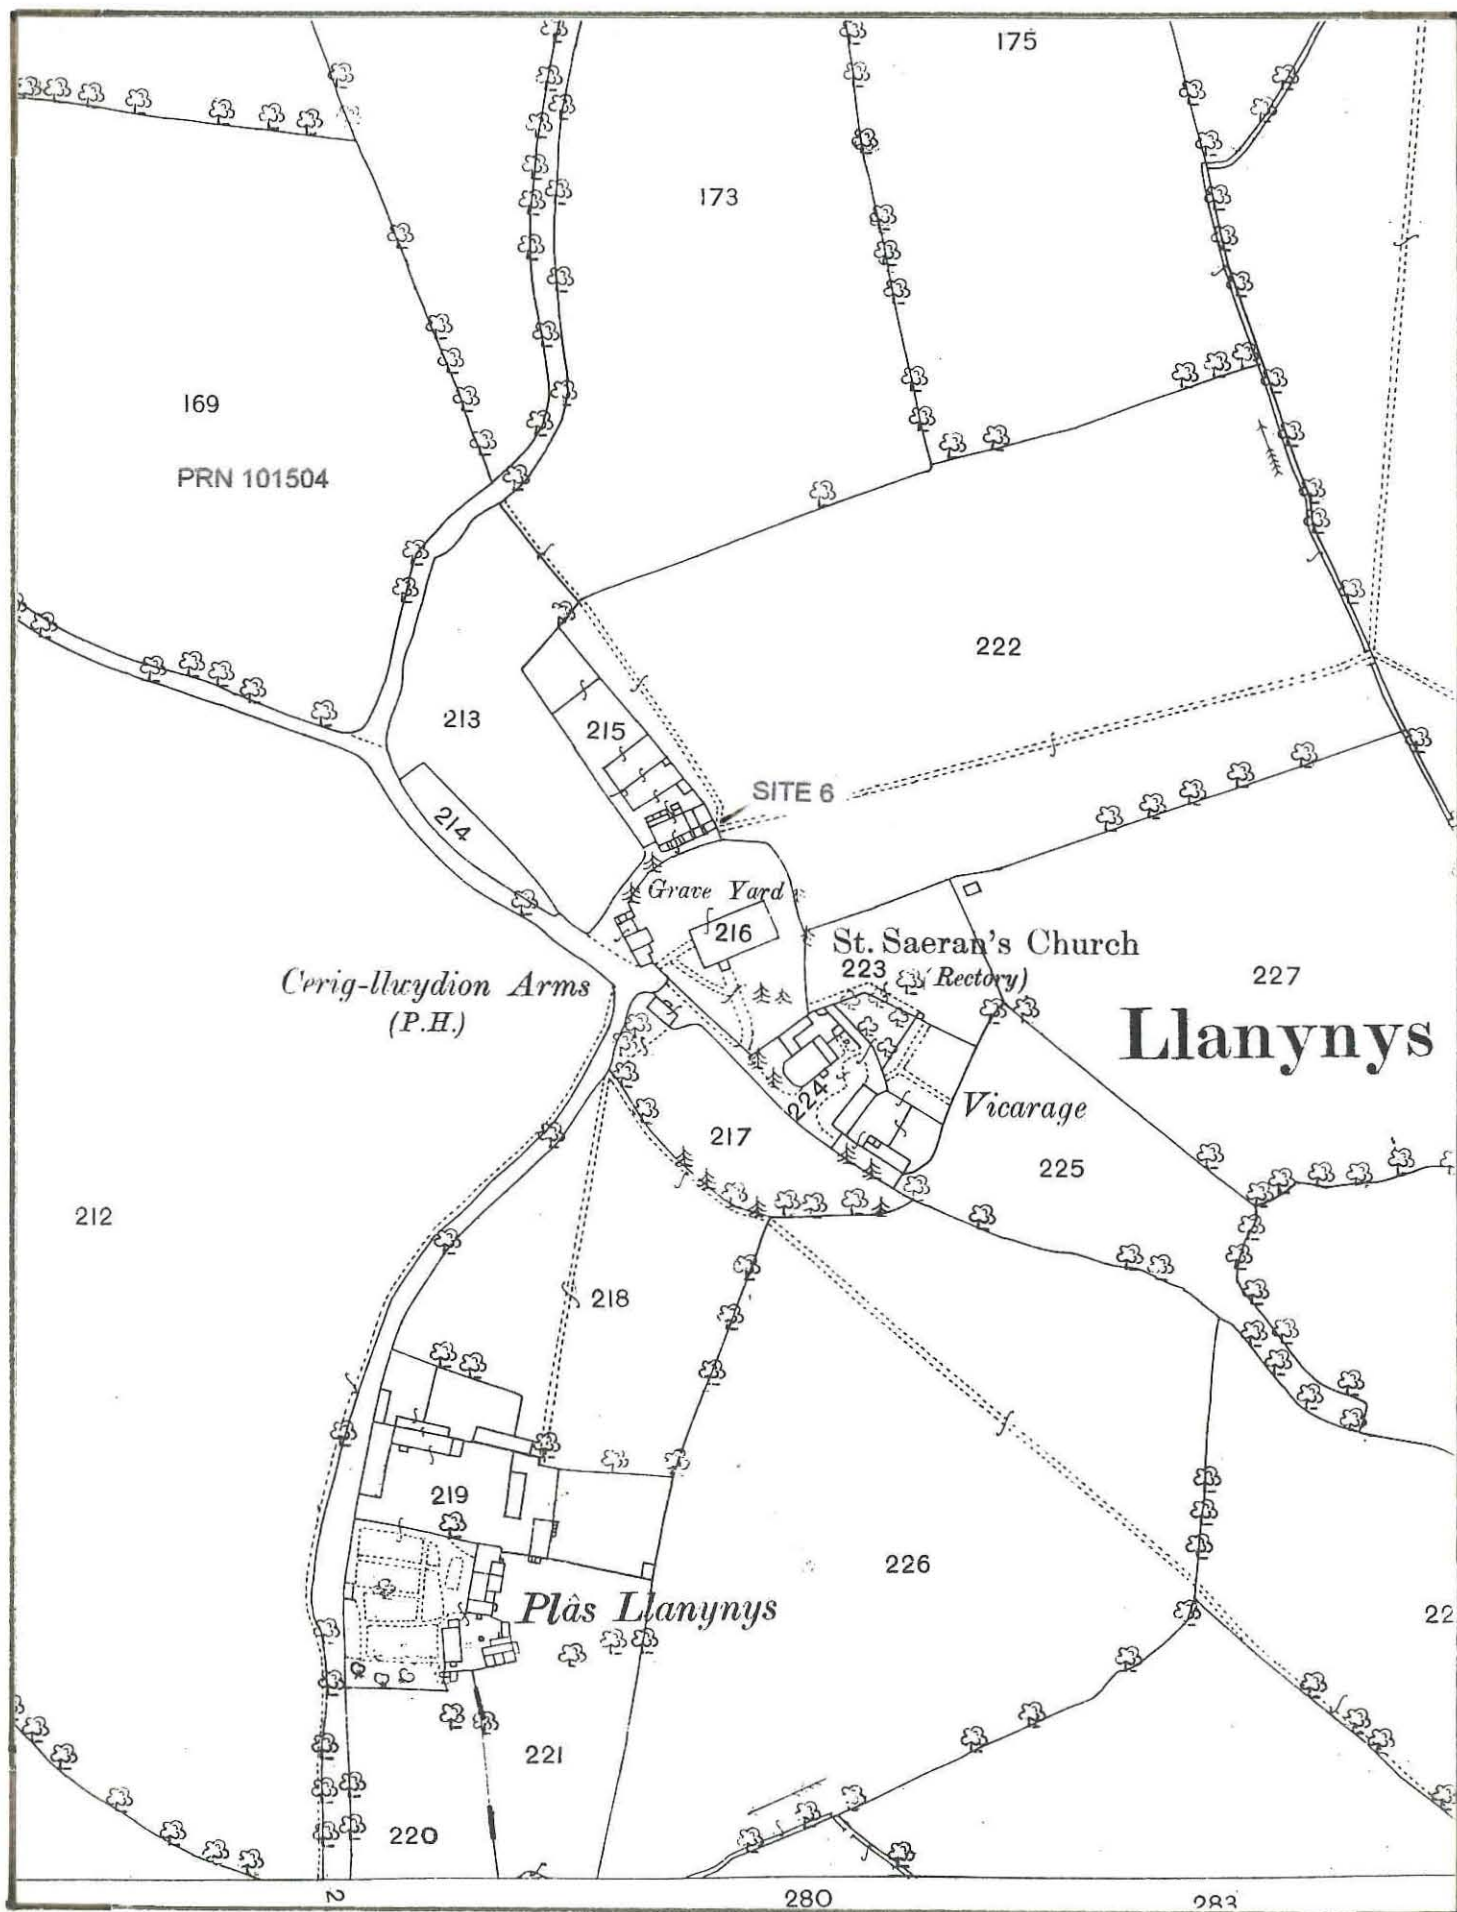 175
173
169
PRN 101504
222
213
215
SITE 6
214
Grave Yard
216
St. Saeran's Church
223
(Rectory)
227
Cerig-llwydion Arms
(P.H.)
Llanynys
224
Vicarage
217
225
212
218
219
226
Plâs Llanynys
22
221
220
2
280
283